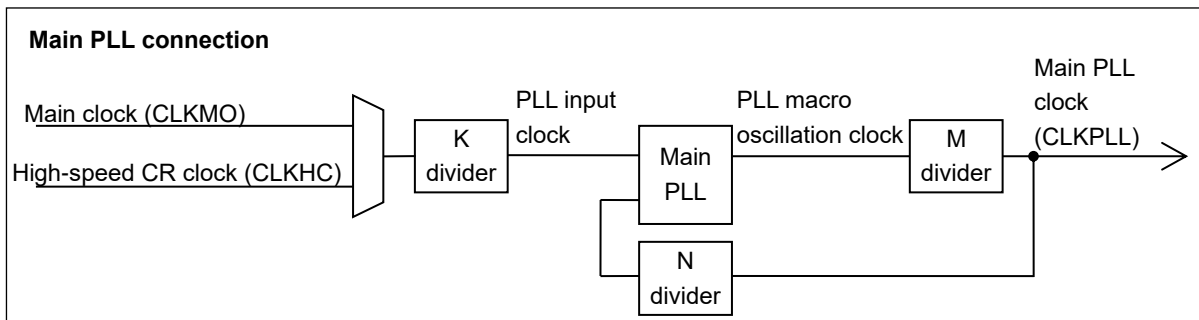 Main PLL connection
Main clock (CLKMO)
High-speed CR clock (CLKHC)
K
divider
PLL input
clock
Main
PLL
PLL macro
oscillation clock
M
divider
Main PLL
clock
(CLKPLL)
N
divider